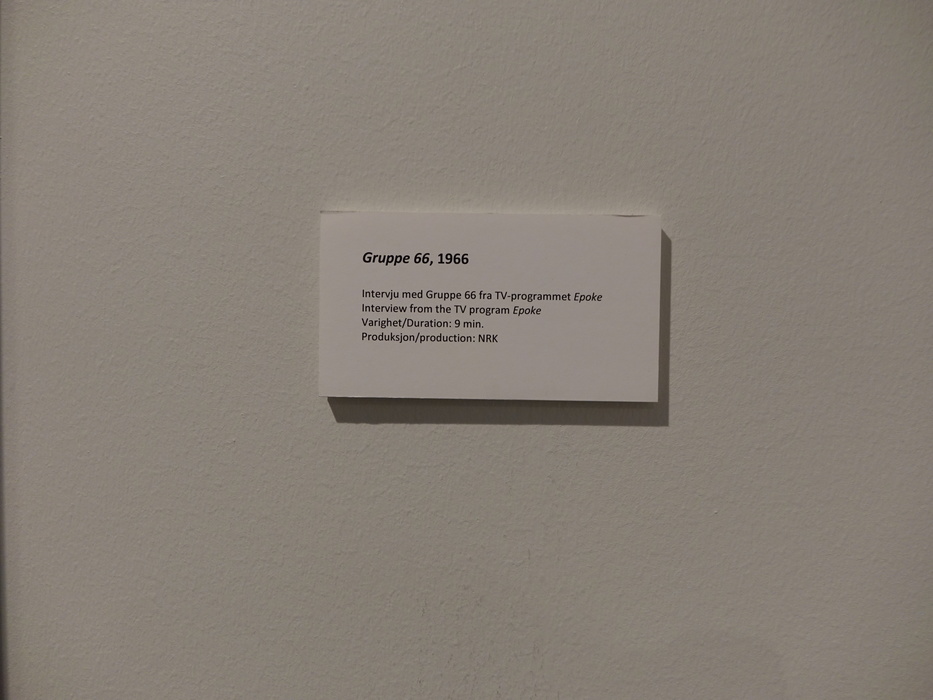 Gruppe 66, 1966
Intervju med Gruppe 66 fra TV-programmet Epoke
Interview from the TV program Epoke
Varighet/Duration: 9 min.
Produksjon/production: NRK